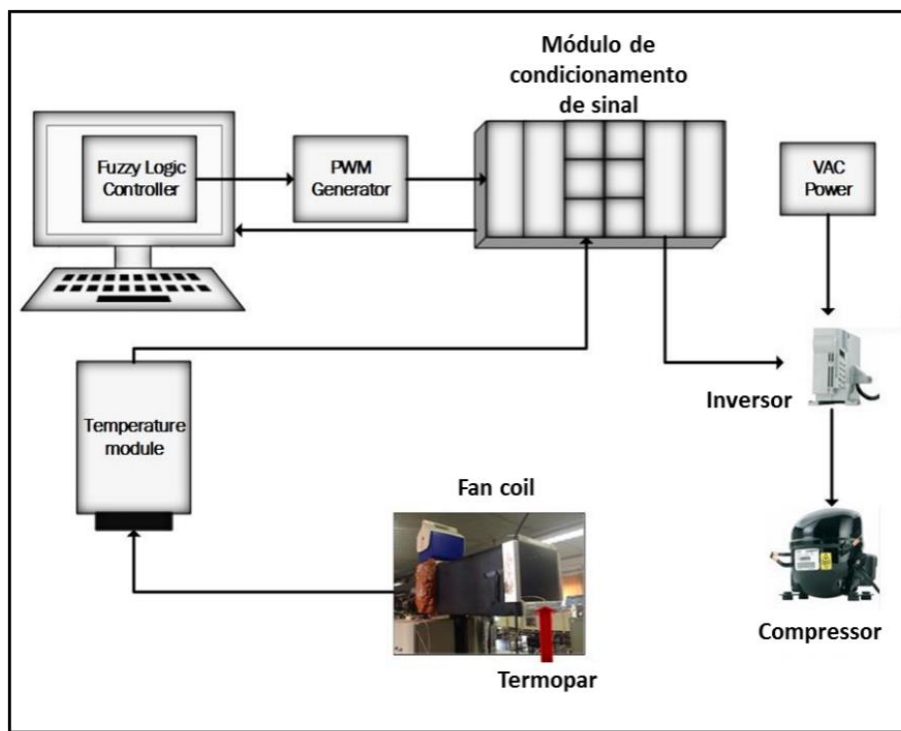 Módulo de
condicionamento
de sinal
Fuzzy Logic
Controller
PWM
Generator
VAC
Power
Inversor
Temperature
module
Fan coil
Compressor
Termopar